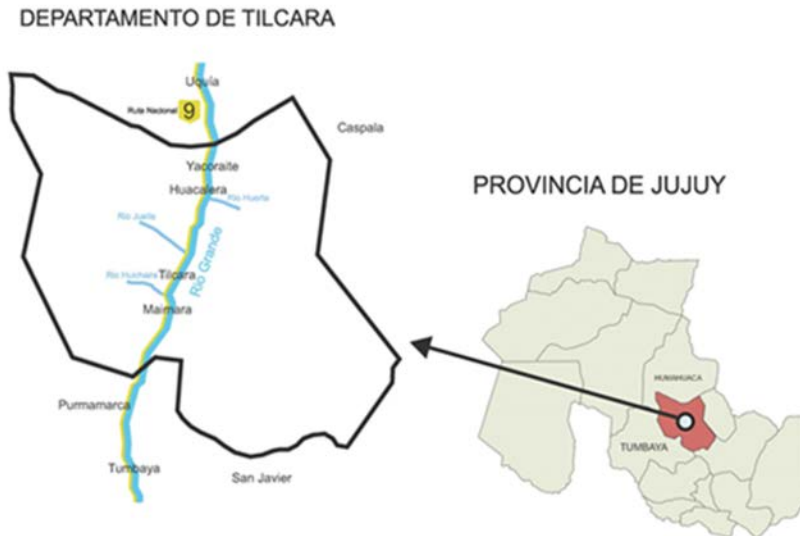 DEPARTAMENTO DE TILCARA
Uquía
Ruta Nacional 9
Caspala
Yacoraite
Huacalera
Río Huerta
Río Juella
Río Grande
Río Huichaira
Tilcara
Maimara
Purmamarca
Tumbaya
San Javier
PROVINCIA DE JUJUY
HUMAHUACA
TUMBAYA